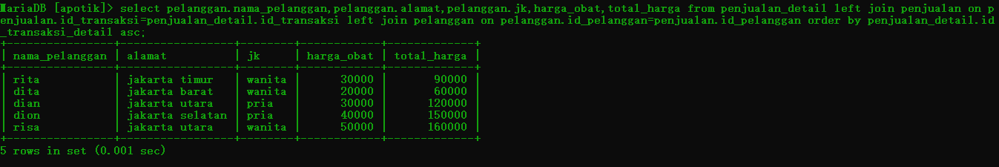 MariaDB [apotik]> select pelanggan.nama_pelanggan,pelanggan.alamat,pelanggan.jk,harga_obat,total_harga from penjualan_detail left join penjualan on p
enjualan.id_transaksi=penjualan_detail.id_transaksi left join pelanggan on pelanggan.id_pelanggan=penjualan.id_pelanggan order by penjualan_detail.id
_transaksi_detail asc;
+----------------+-----------------+--------+------------+-------------+
| nama_pelanggan | alamat          | jk     | harga_obat | total_harga |
+----------------+-----------------+--------+------------+-------------+
| rita           | jakarta timur   | wanita |      30000 |       90000 |
| dita           | jakarta barat   | wanita |      20000 |       60000 |
| dian           | jakarta utara   | pria   |      30000 |      120000 |
| dion           | jakarta selatan | pria   |      40000 |      150000 |
| risa           | jakarta utara   | wanita |      50000 |      160000 |
+----------------+-----------------+--------+------------+-------------+
5 rows in set (0.001 sec)